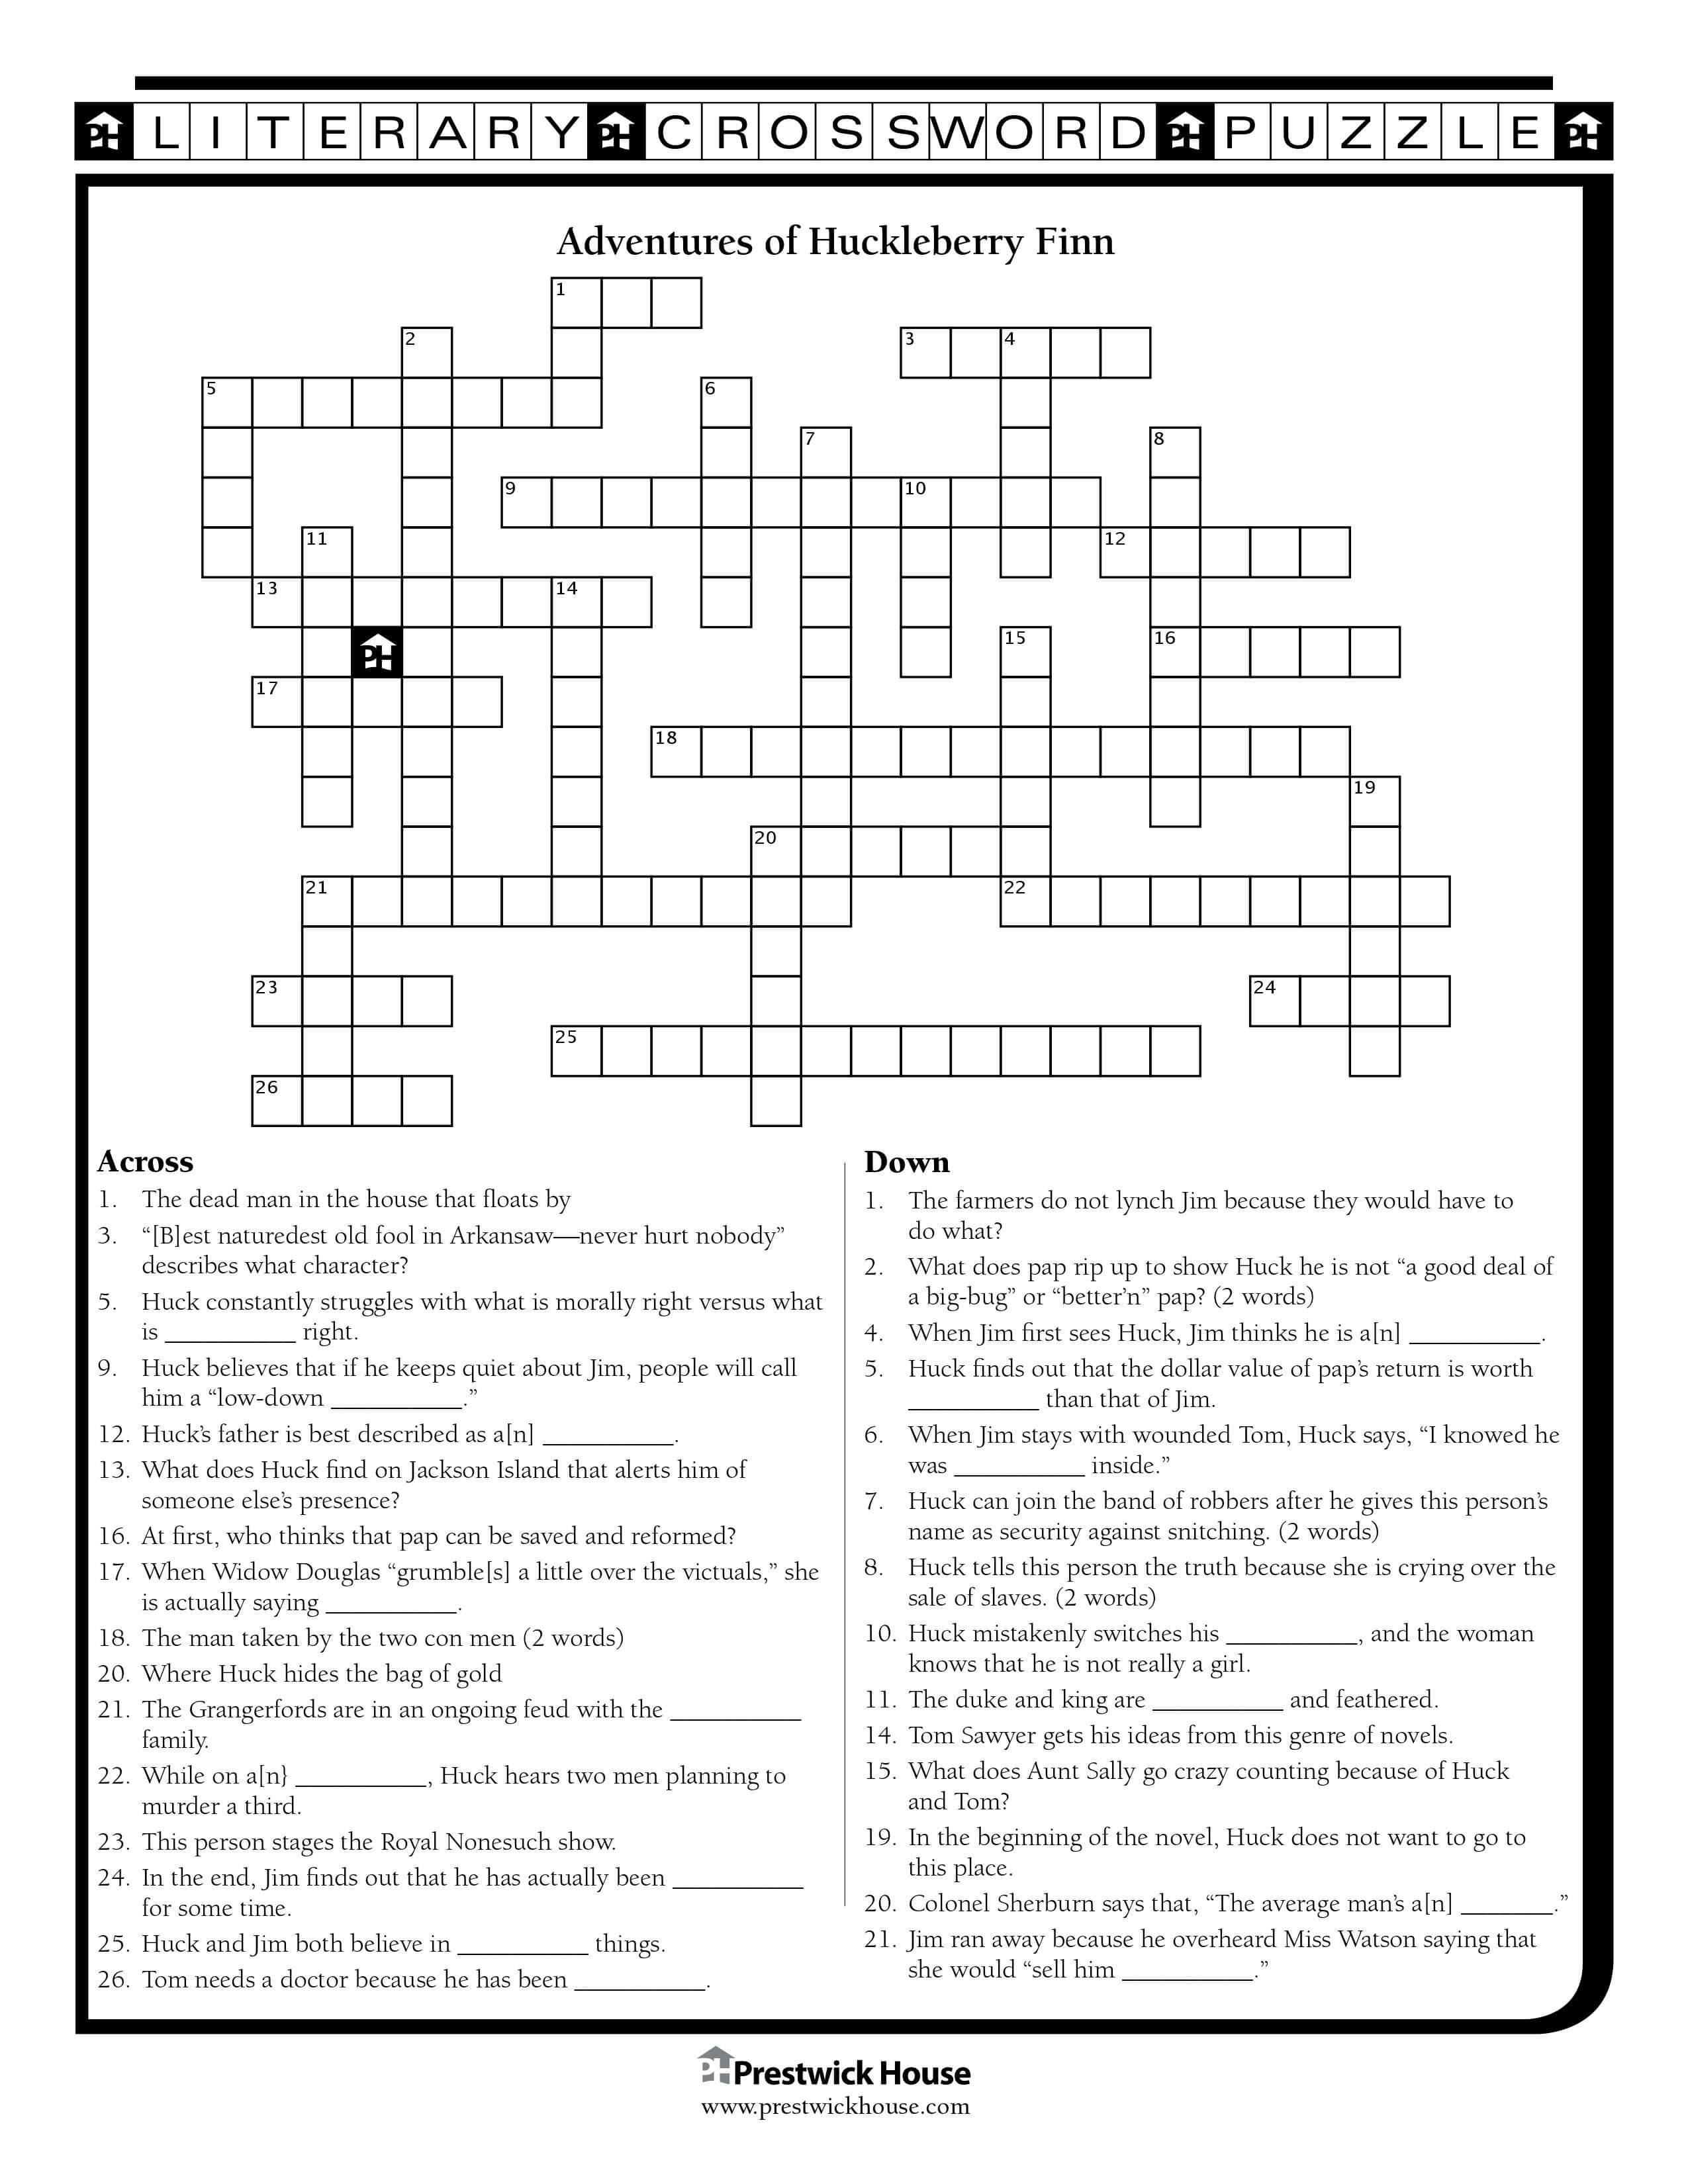 PH LITERARY PH CROSSWORD PH PUZZLE PH
Adventures of Huckleberry Finn
1
2 3 4
5 6
7 8
9 10
11 12
13 14
PH 15 16
17
18
19
20
21 22
23 24
25
26
Across
1. The dead man in the house that floats by
3. “[B]est naturedest old fool in Arkansaw—never hurt nobody”
describes what character?
5. Huck constantly struggles with what is morally right versus what
is __________ right.
9. Huck believes that if he keeps quiet about Jim, people will call
him a “low-down __________.”
12. Huck’s father is best described as a[n] __________.
13. What does Huck find on Jackson Island that alerts him of
someone else’s presence?
16. At first, who thinks that pap can be saved and reformed?
17. When Widow Douglas “grumble[s] a little over the victuals,” she
is actually saying __________.
18. The man taken by the two con men (2 words)
20. Where Huck hides the bag of gold
21. The Grangerfords are in an ongoing feud with the __________
family.
22. While on a[n} __________, Huck hears two men planning to
murder a third.
23. This person stages the Royal Nonesuch show.
24. In the end, Jim finds out that he has actually been __________
for some time.
25. Huck and Jim both believe in __________ things.
26. Tom needs a doctor because he has been __________.
Down
1. The farmers do not lynch Jim because they would have to
do what?
2. What does pap rip up to show Huck he is not “a good deal of
a big-bug” or “better’n” pap? (2 words)
4. When Jim first sees Huck, Jim thinks he is a[n] __________.
5. Huck finds out that the dollar value of pap’s return is worth
__________ than that of Jim.
6. When Jim stays with wounded Tom, Huck says, “I knowed he
was __________ inside.”
7. Huck can join the band of robbers after he gives this person’s
name as security against snitching. (2 words)
8. Huck tells this person the truth because she is crying over the
sale of slaves. (2 words)
10. Huck mistakenly switches his __________, and the woman
knows that he is not really a girl.
11. The duke and king are __________ and feathered.
14. Tom Sawyer gets his ideas from this genre of novels.
15. What does Aunt Sally go crazy counting because of Huck
and Tom?
19. In the beginning of the novel, Huck does not want to go to
this place.
20. Colonel Sherburn says that, “The average man’s a[n] _______.”
21. Jim ran away because he overheard Miss Watson saying that
she would “sell him __________.”
PH Prestwick House
www.prestwickhouse.com